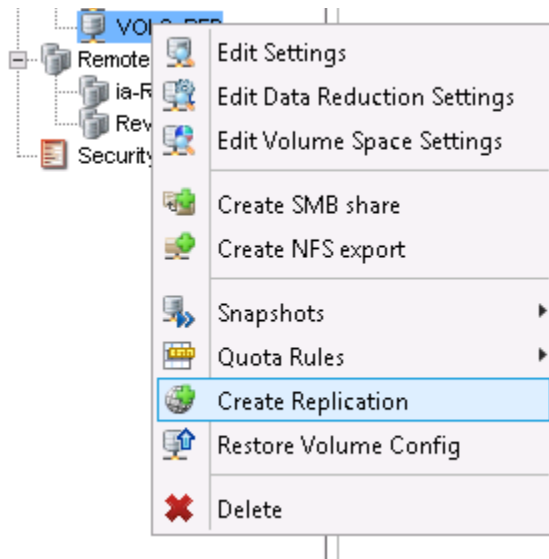 Remote
Security
Edit Settings
Edit Data Reduction Settings
Edit Volume Space Settings
Create SMB share
Create NFS export
Snapshots
Quota Rules
Create Replication
Restore Volume Config
Delete